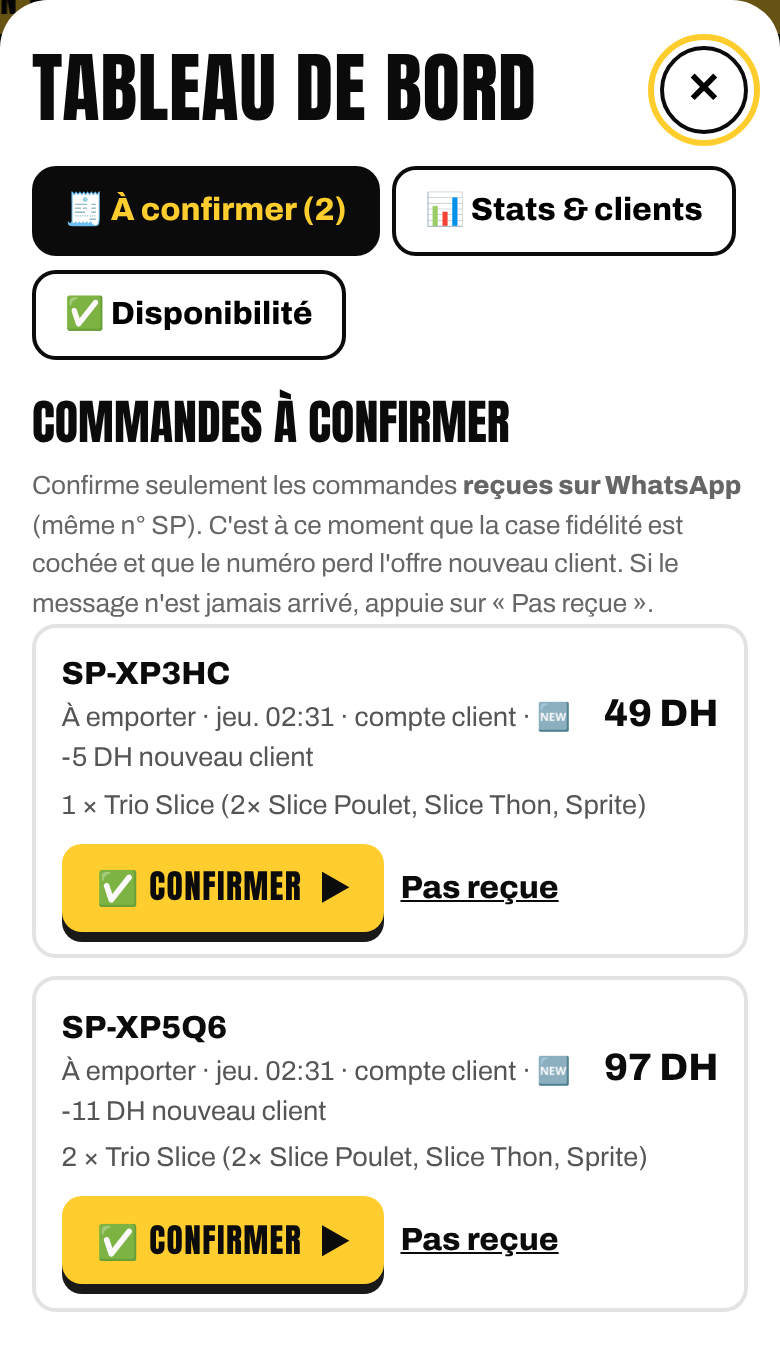 TABLEAU DE BORD
✕
🧾 À confirmer (2)
📊 Stats & clients
✅ Disponibilité
COMMANDES À CONFIRMER
Confirme seulement les commandes reçues sur WhatsApp
(même n° SP). C'est à ce moment que la case fidélité est
cochée et que le numéro perd l'offre nouveau client. Si le
message n'est jamais arrivé, appuie sur « Pas reçue ».
SP-XP3HC
À emporter · jeu. 02:31 · compte client · 🆕
-5 DH nouveau client
49 DH
1 × Trio Slice (2× Slice Poulet, Slice Thon, Sprite)
✅ CONFIRMER ▶
Pas reçue
SP-XP5Q6
À emporter · jeu. 02:31 · compte client · 🆕
-11 DH nouveau client
97 DH
2 × Trio Slice (2× Slice Poulet, Slice Thon, Sprite)
✅ CONFIRMER ▶
Pas reçue